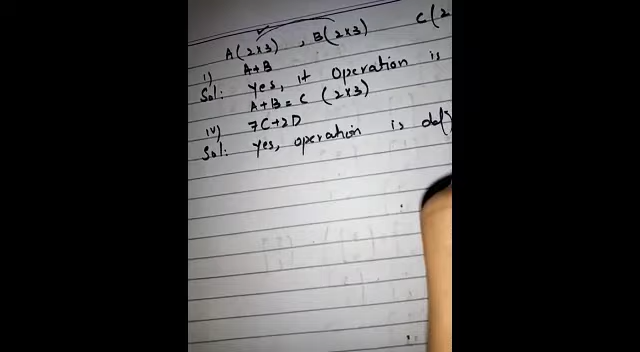 A(2×3) , B(2×3) C(2
i) A+B
Sol: Yes, it operation is
A+B=C (2×3)
iv) 7C+2D
Sol: Yes, operation is def